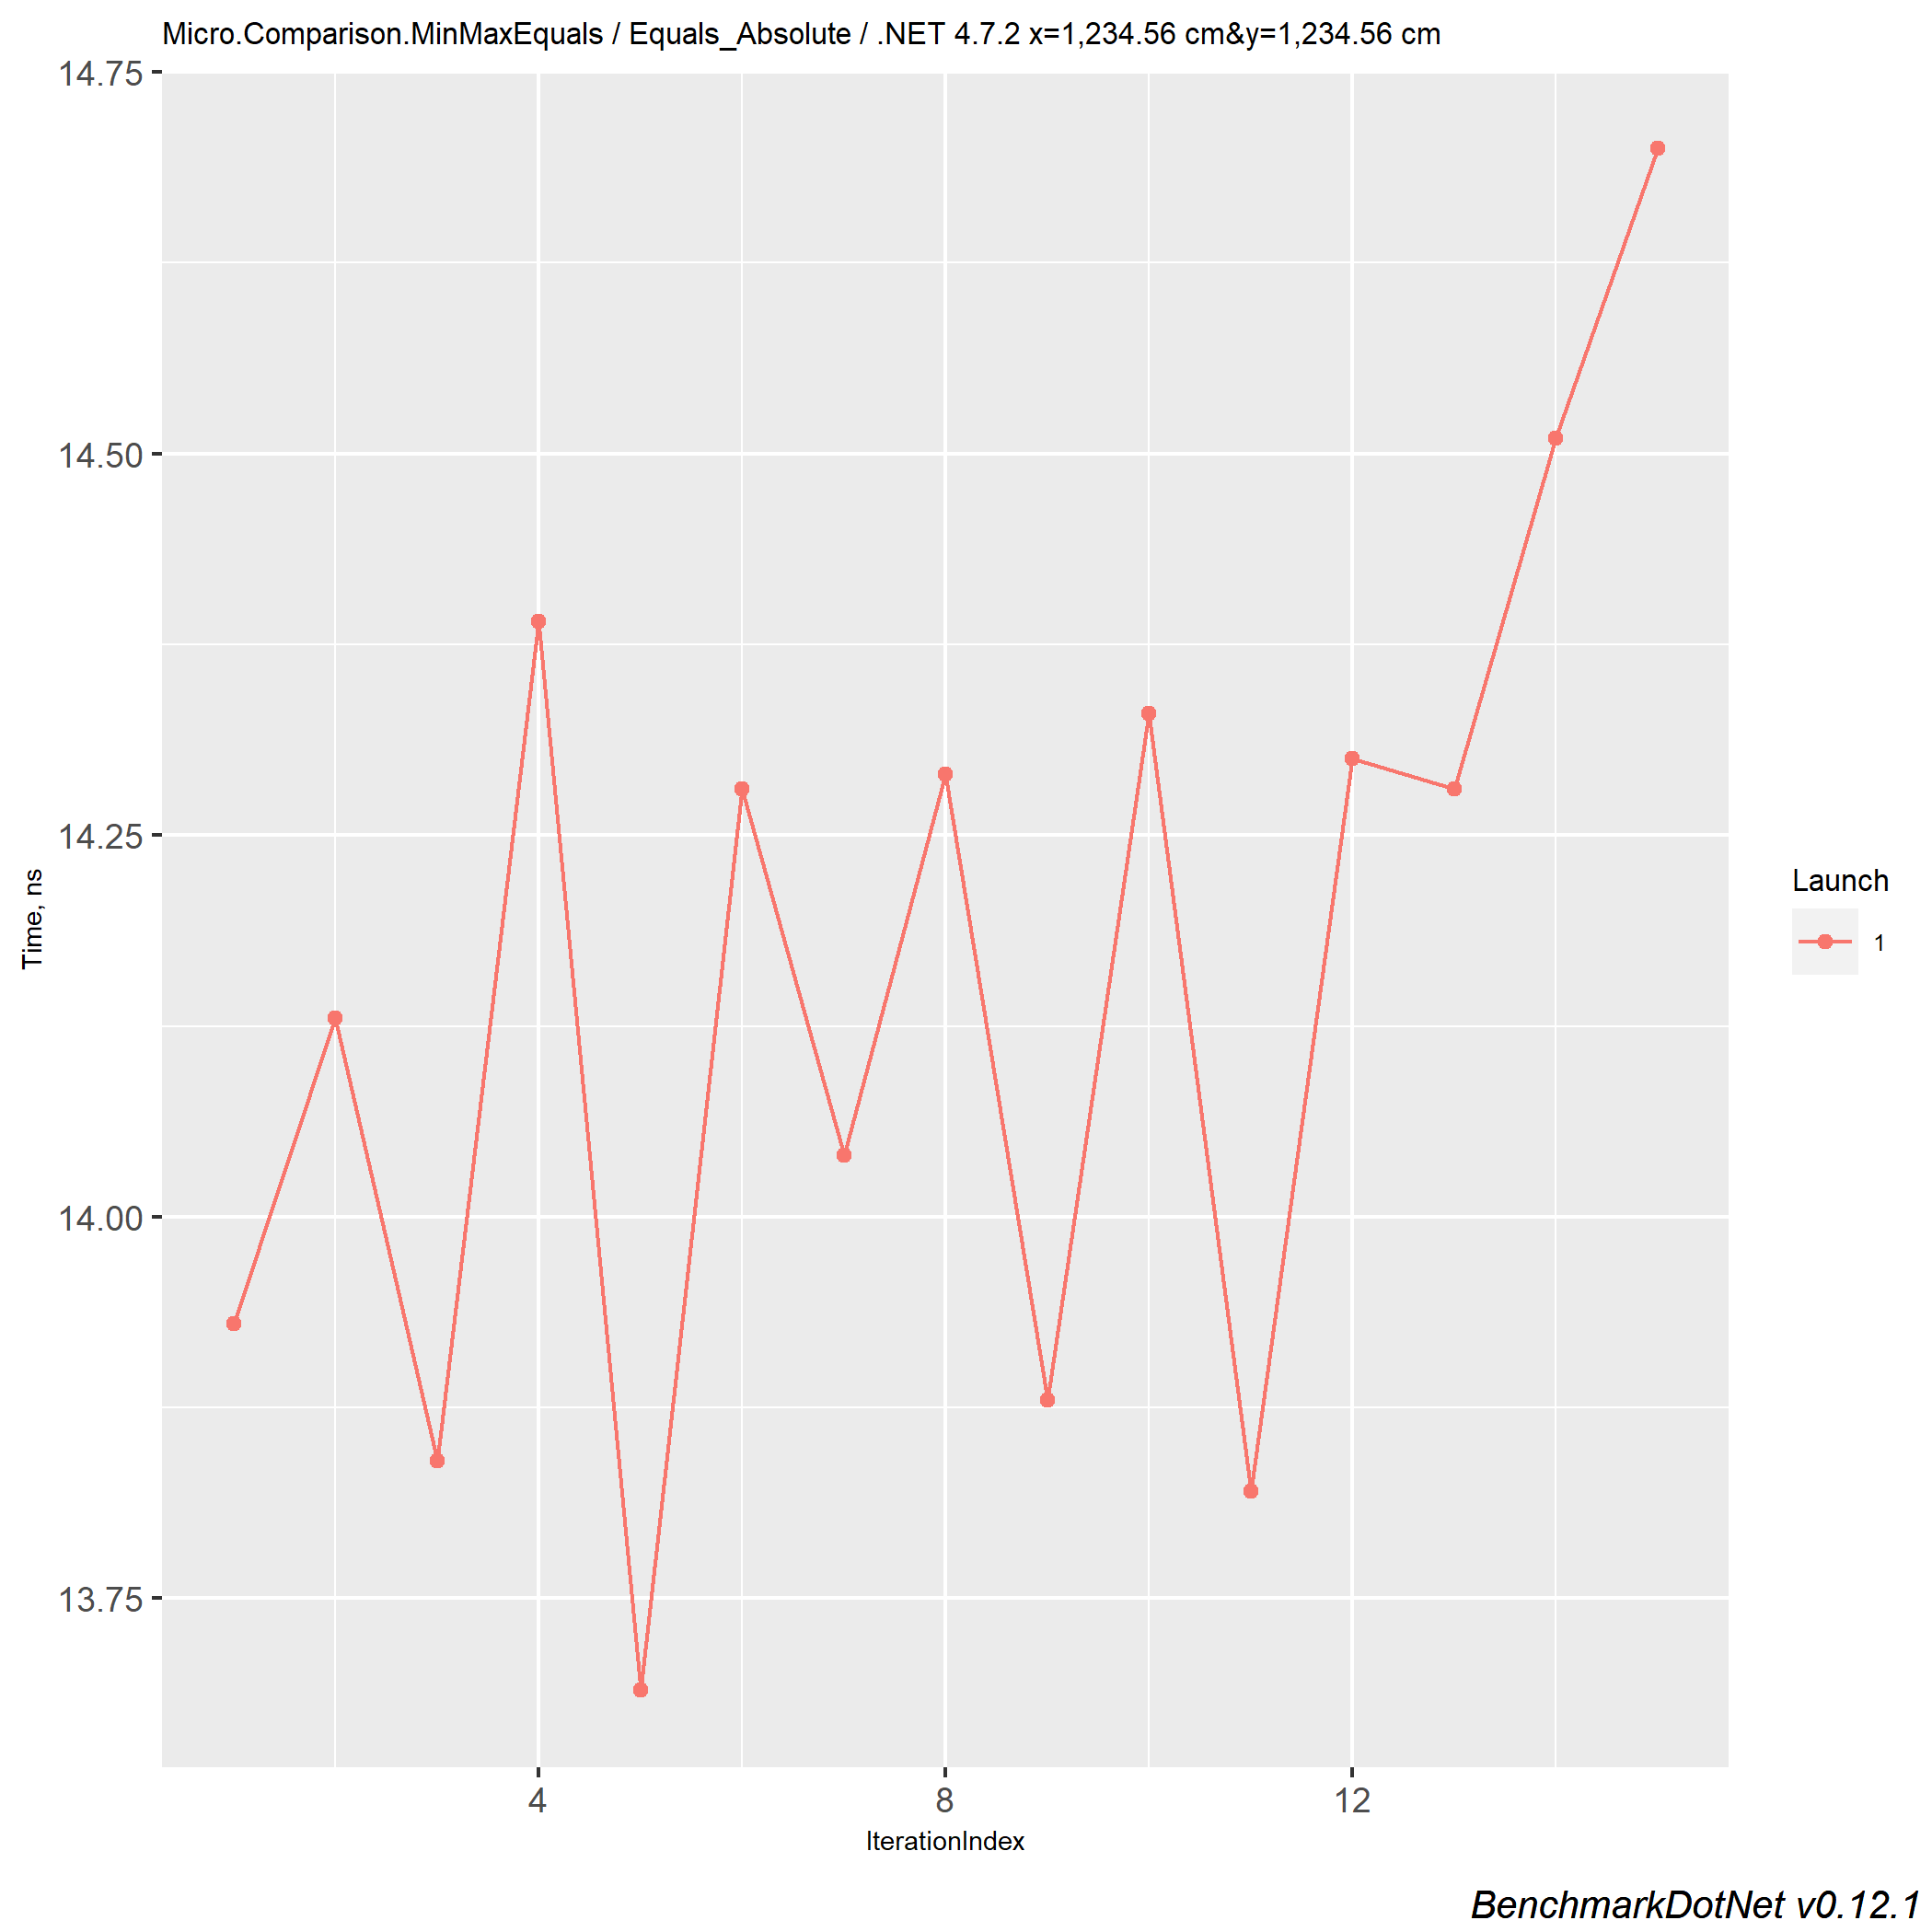 Micro.Comparison.MinMaxEquals / Equals_Absolute / .NET 4.7.2 x=1,234.56 cm&y=1,234.56 cm
14.75
14.50
14.25
14.00
13.75
Time, ns
4 8 12
IterationIndex
Launch
1
BenchmarkDotNet v0.12.1